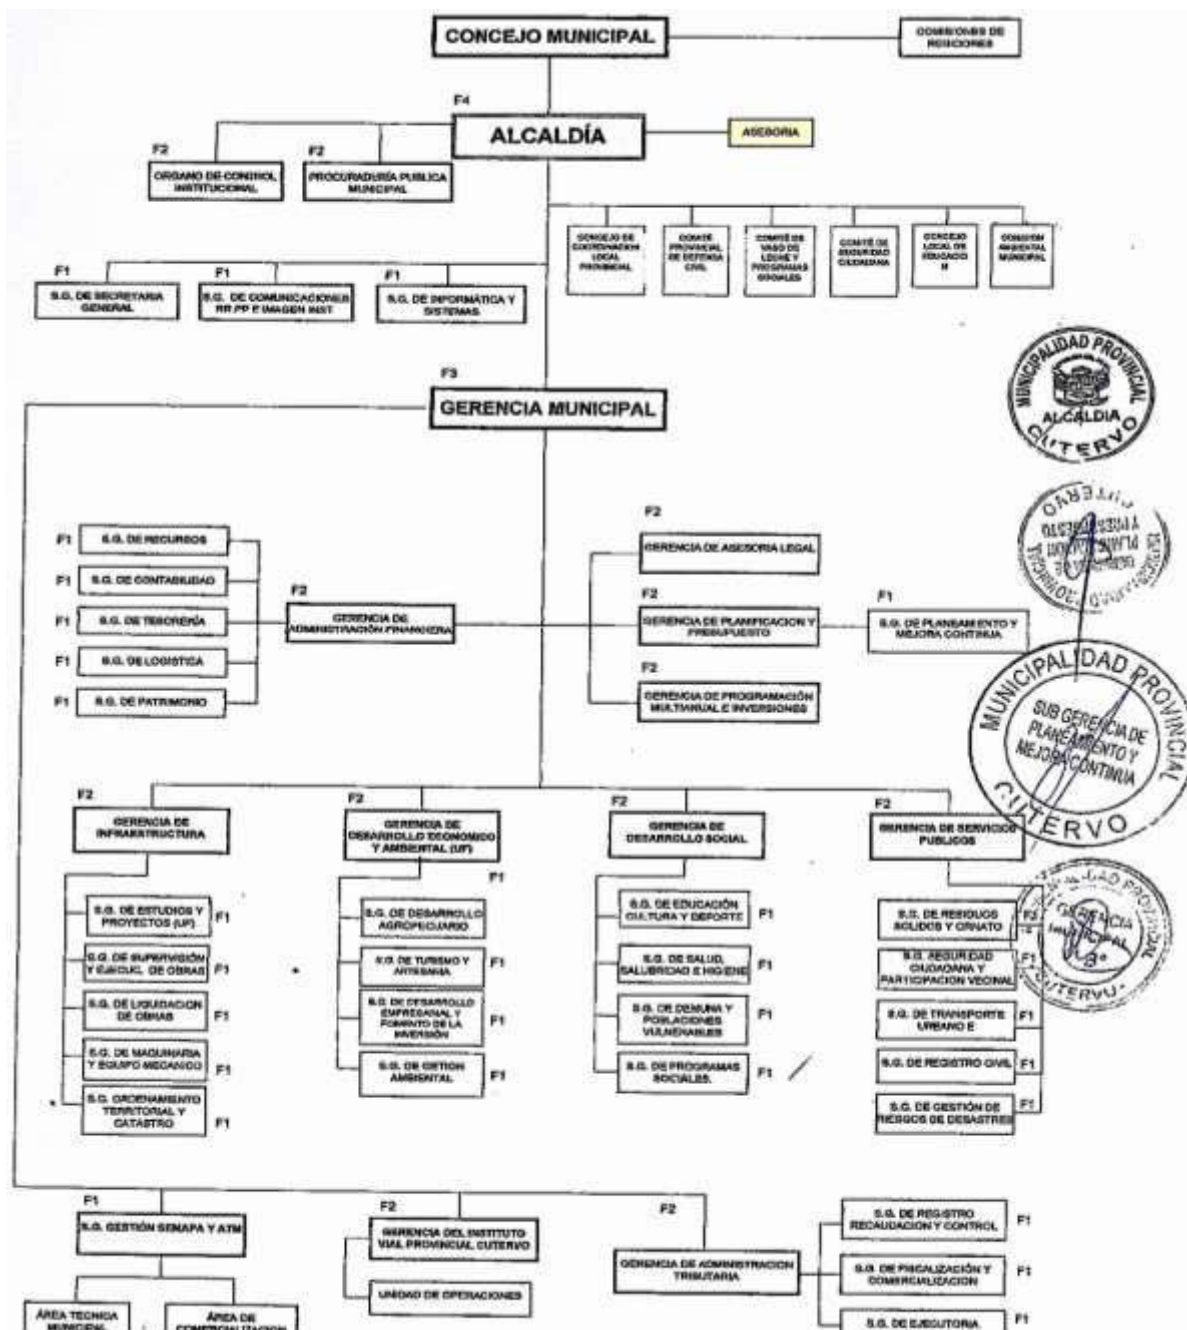 CONCEJO MUNICIPAL
COMISIONES DE
REGIDORES
F4
ALCALDÍA
ASESORIA
F2
ORGANO DE CONTROL
INSTITUCIONAL
F2
PROCURADURÍA PUBLICA
MUNICIPAL
CONCEJO DE
COORDINACION
LOCAL
PROVINCIAL
COMITÉ
PROVINCIAL
DE DEFENSA
CIVIL
COMITÉ DE
VASO DE
LECHE Y
PROGRAMAS
SOCIALES
COMITÉ DE
SEGURIDAD
CIUDADANA
CONCEJO
LOCAL DE
EDUCACIO
N
COMISION
AMBIENTAL
MUNICIPAL
F1
S.G. DE SECRETARIA
GENERAL
F1
S.G. DE COMUNICACIONES
RR.PP E IMAGEN INST
F1
S.G. DE INFORMÁTICA Y
SISTEMAS
MUNICIPALIDAD PROVINCIAL
ALCALDIA
CUTERVO
F3
GERENCIA MUNICIPAL
F1
S.G. DE RECURSOS
F1
S.G. DE CONTABILIDAD
F1
S.G. DE TESORERÍA
F1
S.G. DE LOGISTICA
F1
S.G. DE PATRIMONIO
F2
GERENCIA DE
ADMINISTRACIÓN FINANCIERA
F2
GERENCIA DE ASESORIA LEGAL
F2
GERENCIA DE PLANIFICACION Y
PRESUPUESTO
F1
S.G. DE PLANEAMIENTO Y
MEJORA CONTINUA
F2
GERENCIA DE PROGRAMACIÓN
MULTIANUAL E INVERSIONES
CUTERVO
MUNICIPALIDAD PROVINCIAL
SUB GERENCIA DE
PLANEAMIENTO Y
MEJORA CONTINUA
CUTERVO
F2
GERENCIA DE
INFRAESTRUCTURA
S.G. DE ESTUDIOS Y
PROYECTOS (UF)
F1
S.G. DE SUPERVISIÓN
Y EJECUC. DE OBRAS
F1
S.G. DE LIQUIDACION
DE OBRAS
F1
S.G. DE MAQUINARIA
Y EQUIPO MECANICO
F1
S.G. ORDENAMIENTO
TERRITORIAL Y
CATASTRO
F1
F2
GERENCIA DE
DESARROLLO ECONOMICO
Y AMBIENTAL (UF)
F1
S.G. DE DESARROLLO
AGROPECUARIO
S.G. DE TURISMO Y
ARTESANIA
F1
S.G. DE DESARROLLO
EMPRESARIAL Y
FOMENTO DE LA
INVERSIÓN
F1
S.G. DE GETION
AMBIENTAL
F1
F2
GERENCIA DE
DESARROLLO SOCIAL
S.G. DE EDUCACIÓN
CULTURA Y DEPORTE
F1
S.G. DE SALUD,
SALUBRIDAD E HIGIENE
F1
S.G. DE DEMUNA Y
POBLACIONES
VULNERABLES
F1
S.G. DE PROGRAMAS
SOCIALES.
F1
F2
GERENCIA DE SERVICIOS
PUBLICOS
S.G. DE RESIDUOS
SOLIDOS Y ORNATO
S.G. SEGURIDAD
CIUDADANA Y
PARTICIPACION VECINAL
F1
S.G. DE TRANSPORTE
URBANO E
F1
S.G. DE REGISTRO CIVIL
F1
S.G. DE GESTIÓN DE
RIESGOS DE DESASTRES
F1
GERENCIA
MUNICIPAL
CUTERVO
F1
S.G. GESTIÓN SEMAPA Y ATM
ÁREA TECNICA
MUNICIPAL
ÁREA DE
COMERCIALIZACION
F2
GERENCIA DEL INSTITUTO
VIAL PROVINCIAL CUTERVO
UNIDAD DE OPERACIONES
F2
GERENCIA DE ADMINISTRACION
TRIBUTARIA
S.G. DE REGISTRO
RECAUDACION Y CONTROL
F1
S.G. DE FISCALIZACIÓN Y
COMERCIALIZACION
F1
S.G. DE EJECUTORIA
F1